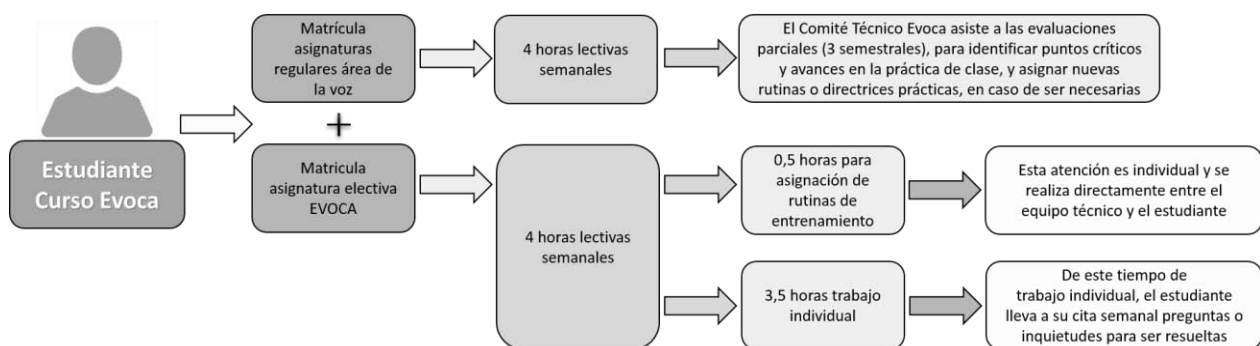 Estudiante
Curso Evoca
Matrícula
asignaturas
regulares área de
la voz
+
Matricula
asignatura electiva
EVOCA
4 horas lectivas
semanales
El Comité Técnico Evoca asiste a las evaluaciones
parciales (3 semestrales), para identificar puntos críticos
y avances en la práctica de clase, y asignar nuevas
rutinas o directrices prácticas, en caso de ser necesarias
4 horas lectivas
semanales
0,5 horas para
asignación de
rutinas de
entrenamiento
Esta atención es individual y se
realiza directamente entre el
equipo técnico y el estudiante
3,5 horas trabajo
individual
De este tiempo de
trabajo individual, el estudiante
lleva a su cita semanal preguntas o
inquietudes para ser resueltas